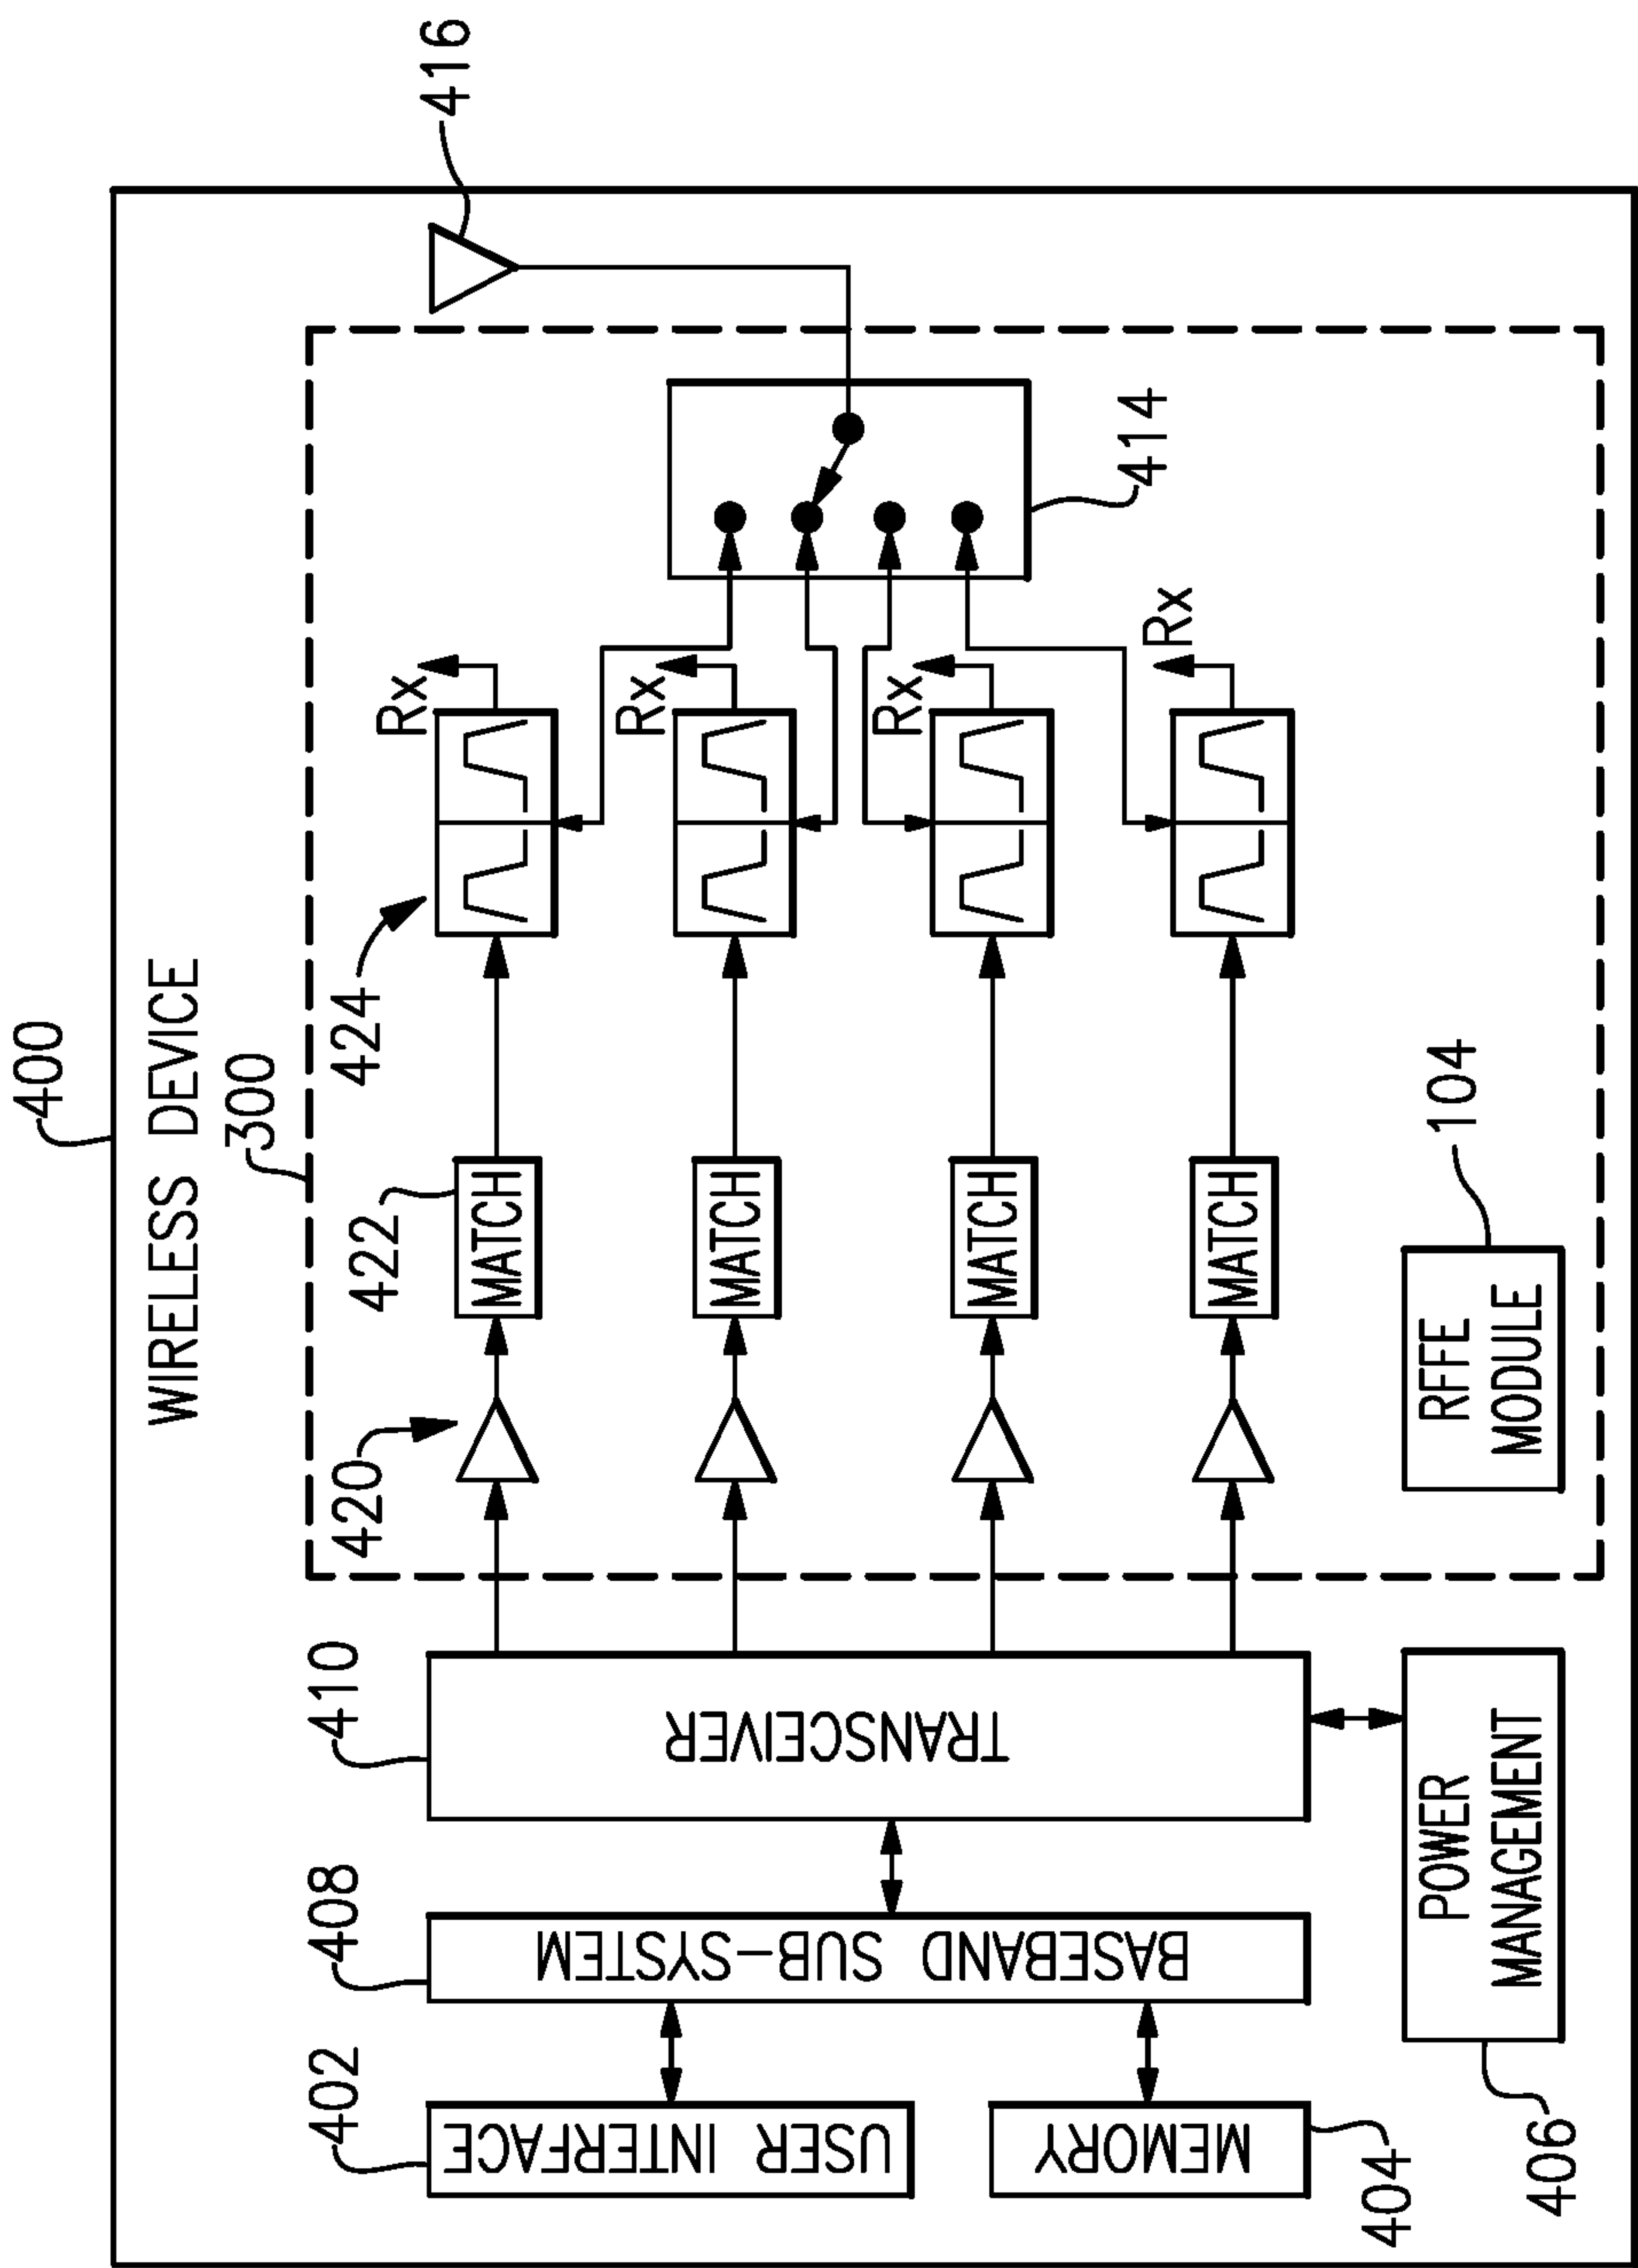 400
WIRELESS DEVICE
300
402
408
410
420
422
424
416
USER INTERFACE
BASEBAND SUB-SYSTEM
TRANSCEIVER
MATCH
Rx
MATCH
Rx
MATCH
Rx
MATCH
Rx
MEMORY
404
414
POWER
MANAGEMENT
406
RFFE
MODULE
104